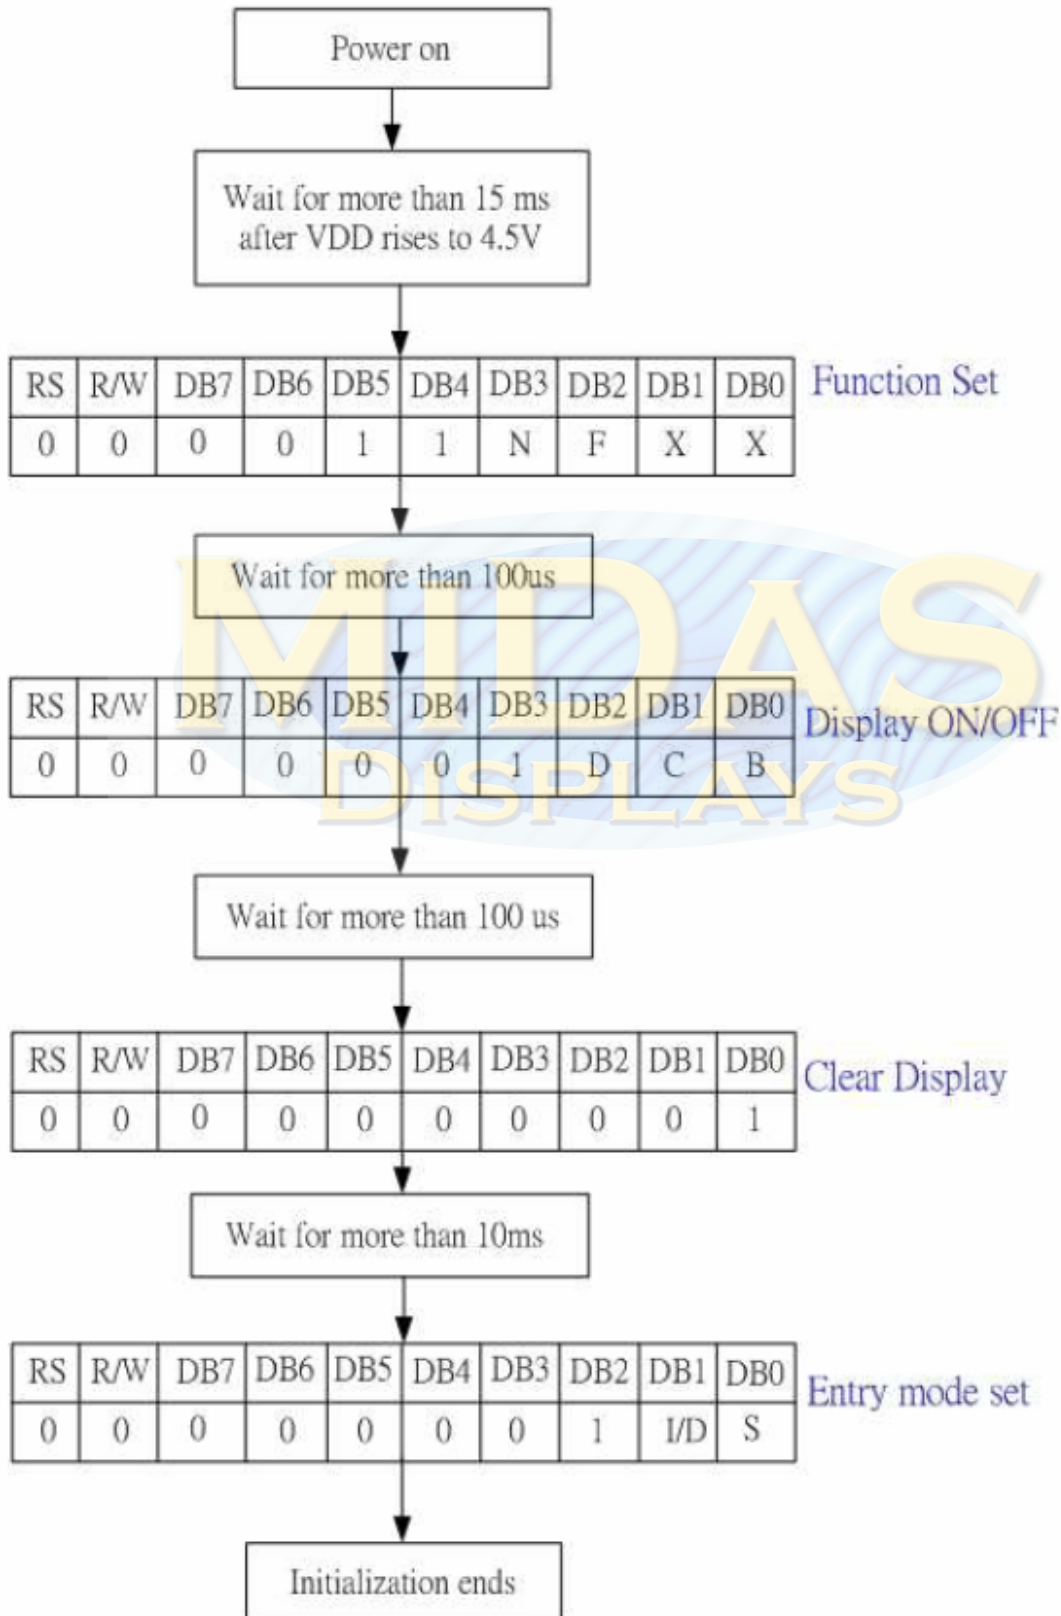 Power on
Wait for more than 15 ms
after VDD rises to 4.5V
RS R/W DB7 DB6 DB5 DB4 DB3 DB2 DB1 DB0 Function Set
0 0 0 0 1 1 N F X X
Wait for more than 100us
MIDAS
RS R/W DB7 DB6 DB5 DB4 DB3 DB2 DB1 DB0 Display ON/OFF
0 0 0 0 0 0 1 D C B
DISPLAYS
Wait for more than 100 us
RS R/W DB7 DB6 DB5 DB4 DB3 DB2 DB1 DB0 Clear Display
0 0 0 0 0 0 0 0 0 1
Wait for more than 10ms
RS R/W DB7 DB6 DB5 DB4 DB3 DB2 DB1 DB0 Entry mode set
0 0 0 0 0 0 0 1 I/D S
Initialization ends